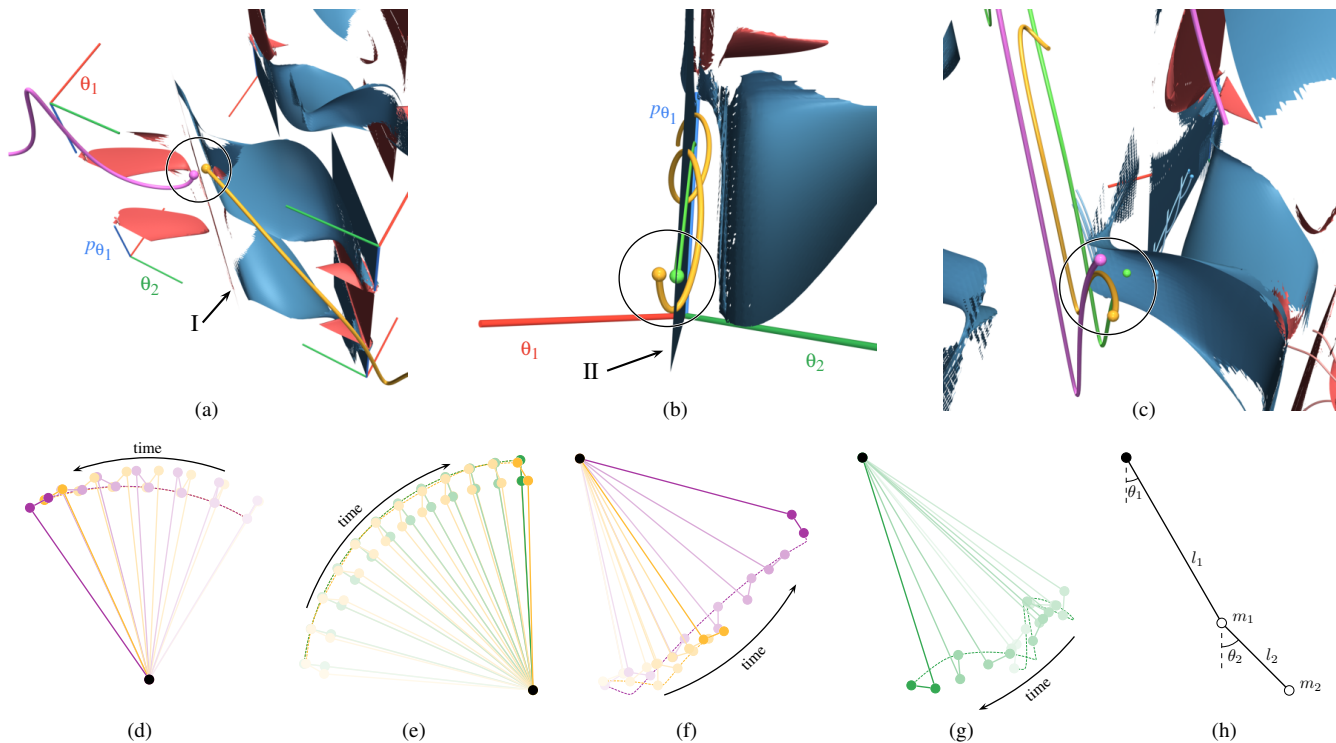 θ1
pθ1
θ2
I
(a)
pθ1
θ1
θ2
II
(b)
(c)
time
(d)
time
(e)
time
(f)
time
(g)
θ1
l1
m1
θ2
l2
m2
(h)